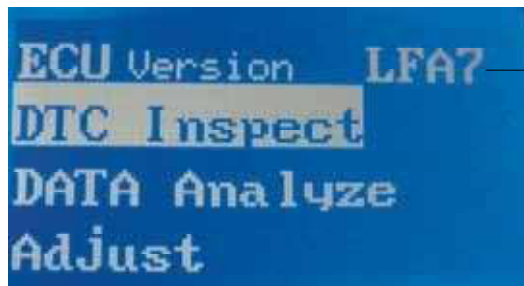 ECU Version LFA7
DTC Inspect
DATA Analyze
Adjust